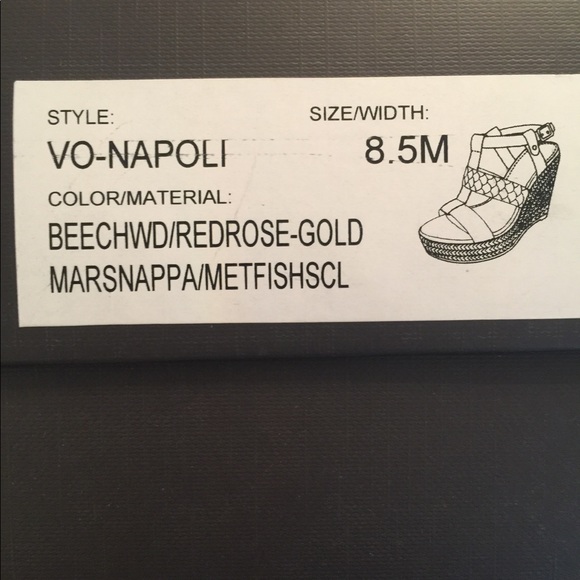 STYLE: SIZE/WIDTH:
VO-NAPOLI 8.5M
COLOR/MATERIAL:
BEECHWD/REDROSE-GOLD
MARSNAPPA/METFISHSCL